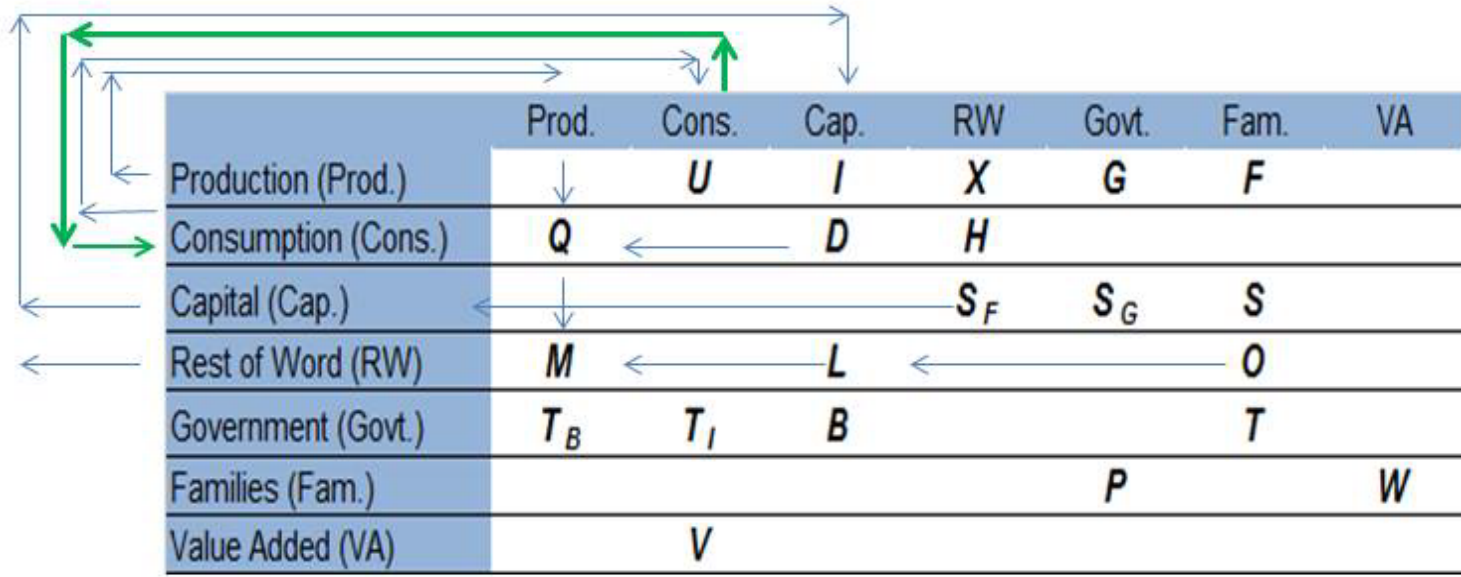 Prod. Cons. Cap. RW Govt. Fam. VA
Production (Prod.) U I X G F
Consumption (Cons.) Q D H
Capital (Cap.) S F S G S
Rest of Word (RW) M L O
Government (Govt.) T B T I B T
Families (Fam.) P W
Value Added (VA) V